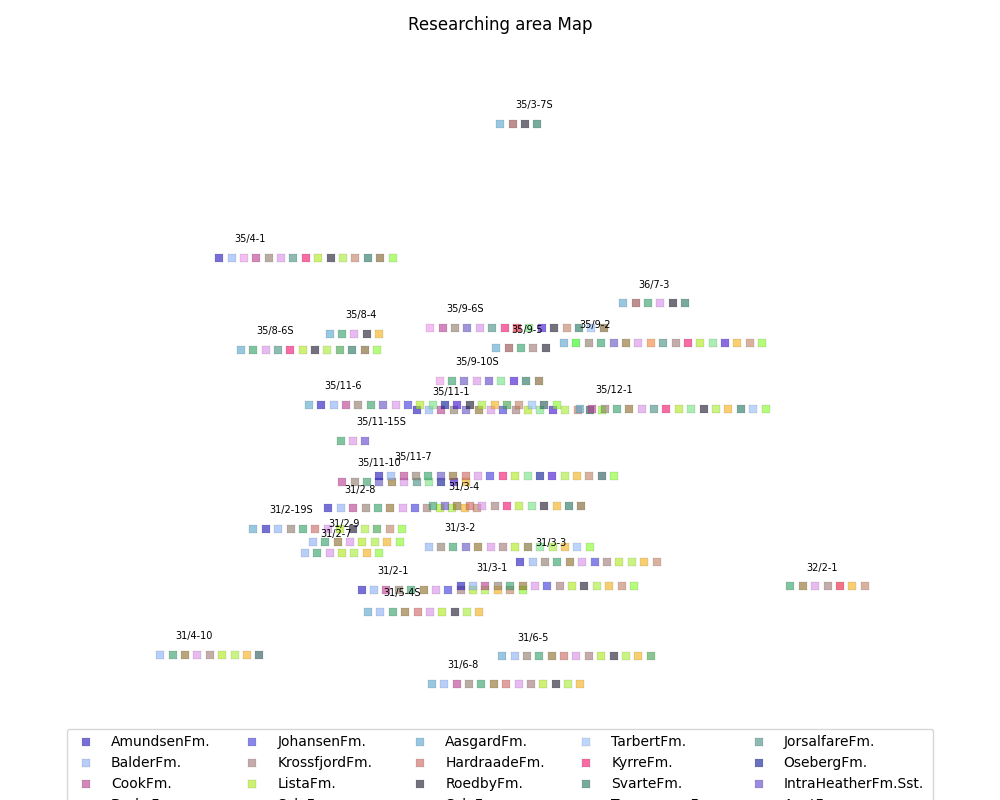 Researching area Map
35/3-7S
35/4-1
36/7-3
35/9-6S
35/8-4
35/9-2
35/8-6S
35/9-S
35/9-10S
35/11-6
35/11-1
35/12-1
35/11-15S
35/11-7
35/11-10
31/3-4
31/2-8
31/2-19S
31/2-9
31/3-2
31/2-7
31/3-3
31/2-1
31/3-1
32/2-1
31/5-4S
31/4-10
31/6-5
31/6-8
AmundsenFm. JohansenFm. AasgardFm. TarbertFm. JorsalfareFm.
BalderFm. KrossfjordFm. HardraadeFm. KyrreFm. OsebergFm.
CookFm. ListaFm. RoedbyFm. SvarteFm. IntraHeatherFm.Sst.